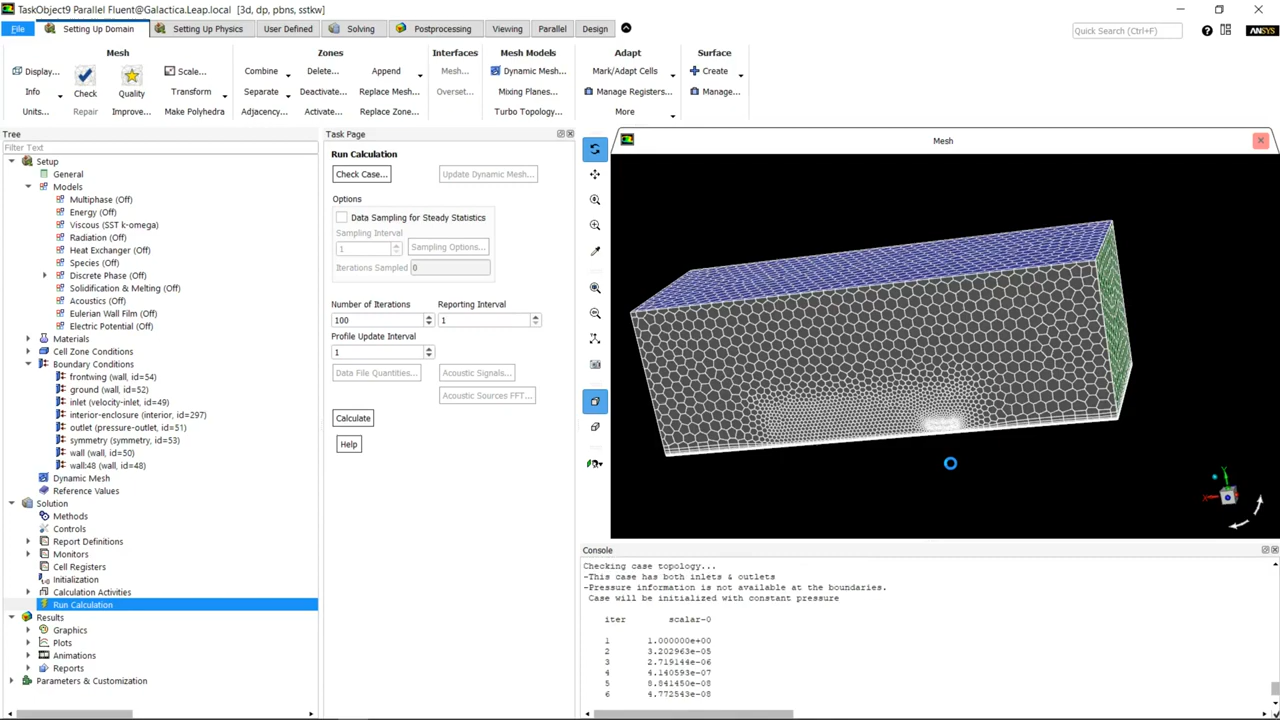 TaskObject9 Parallel Fluent@Galactica.Leap.local [3d, dp, pbns, sstkw]
File
Setting Up Domain
Setting Up Physics
User Defined
Solving
Postprocessing
Viewing
Parallel
Design
Quick Search (Ctrl+F)
ANSYS
Mesh
Zones
Interfaces
Mesh Models
Adapt
Surface
Display...
Scale...
Combine
Delete...
Append
Mesh...
Dynamic Mesh...
Mark/Adapt Cells
Create
Info
Check
Quality
Transform
Separate
Deactivate...
Replace Mesh...
Overset...
Mixing Planes...
Manage Registers...
Manage...
Units...
Repair
Improve...
Make Polyhedra
Adjacency...
Activate...
Replace Zone...
Turbo Topology...
More
Tree
Filter Text
Setup
General
Models
Multiphase (Off)
Energy (Off)
Viscous (SST k-omega)
Radiation (Off)
Heat Exchanger (Off)
Species (Off)
Discrete Phase (Off)
Solidification & Melting (Off)
Acoustics (Off)
Eulerian Wall Film (Off)
Electric Potential (Off)
Materials
Cell Zone Conditions
Boundary Conditions
frontwing (wall, id=54)
ground (wall, id=52)
inlet (velocity-inlet, id=49)
interior-enclosure (interior, id=297)
outlet (pressure-outlet, id=51)
symmetry (symmetry, id=53)
wall (wall, id=50)
wall:48 (wall, id=48)
Dynamic Mesh
Reference Values
Solution
Methods
Controls
Report Definitions
Monitors
Cell Registers
Initialization
Calculation Activities
Run Calculation
Results
Graphics
Plots
Animations
Reports
Parameters & Customization
Task Page
Run Calculation
Check Case...
Update Dynamic Mesh...
Options
Data Sampling for Steady Statistics
Sampling Interval
1
Sampling Options...
Iterations Sampled 0
Number of Iterations
Reporting Interval
100
1
Profile Update Interval
1
Data File Quantities...
Acoustic Signals...
Acoustic Sources FFT...
Calculate
Help
Mesh
Y
X
Console
Checking case topology...
-This case has both inlets & outlets
-Pressure information is not available at the boundaries.
Case will be initialized with constant pressure
iter scalar-0
1 1.000000e+00
2 3.202963e-05
3 2.719144e-06
4 4.140593e-07
5 8.841450e-08
6 4.772543e-08